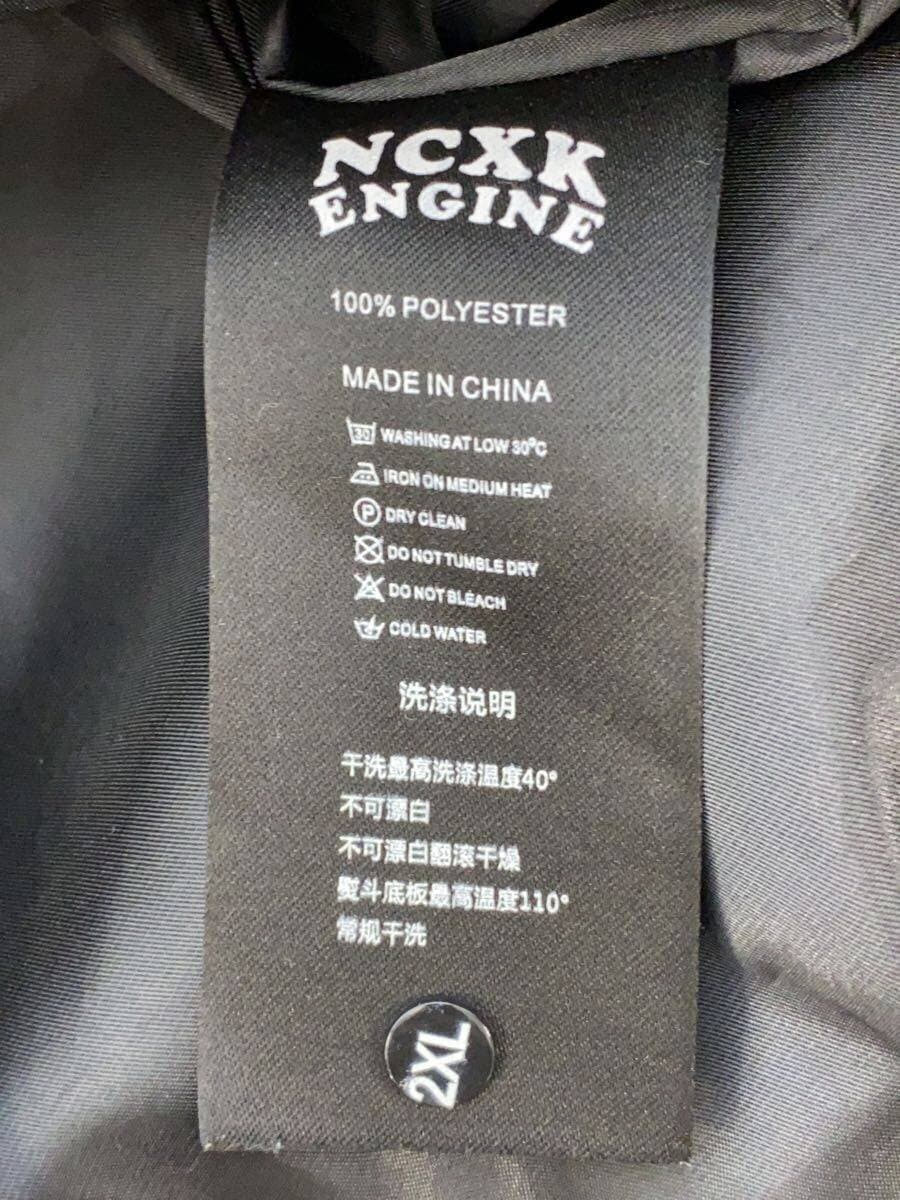 NCXK
ENGINE
100% POLYESTER
MADE IN CHINA
30 WASHING AT LOW 30°C
IRON ON MEDIUM HEAT
P DRY CLEAN
DO NOT TUMBLE DRY
DO NOT BLEACH
COLD WATER
洗涤说明
干洗最高洗涤温度40°
不可漂白
不可漂白翻滚干燥
熨斗底板最高温度110°
常规干洗
2XL